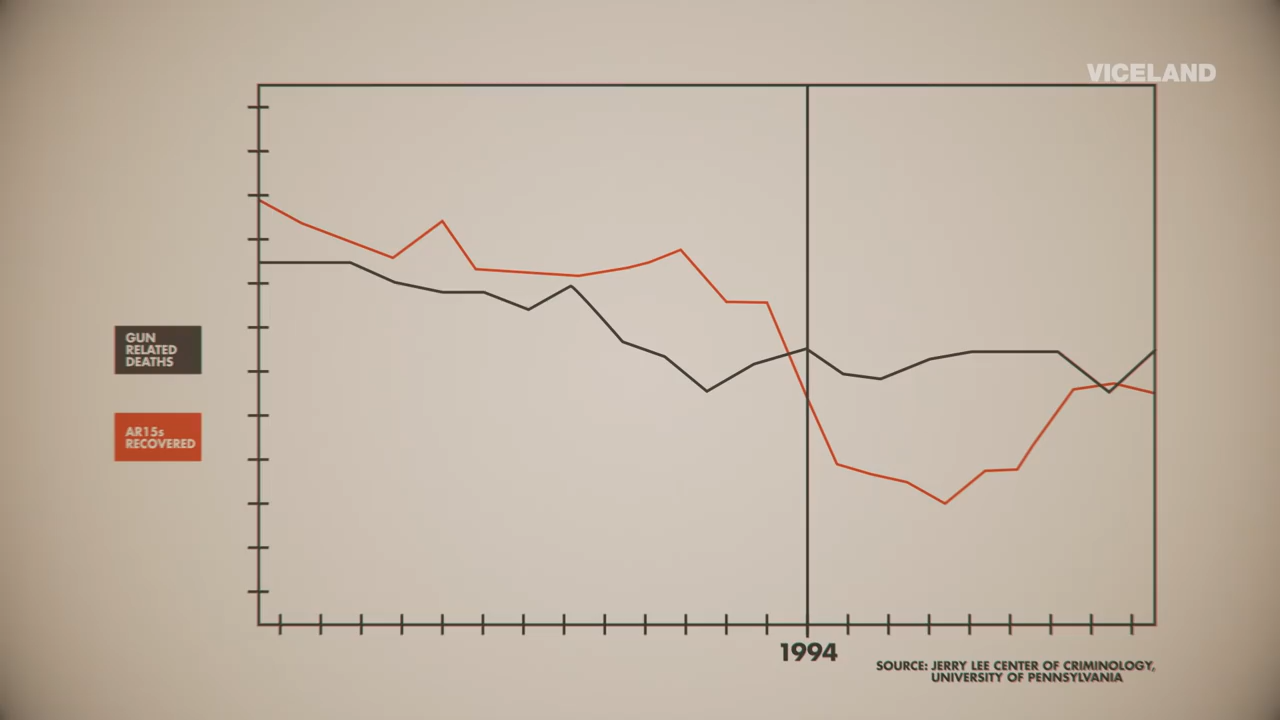 VICELAND
GUN
RELATED
DEATHS
AR15s
RECOVERED
1994
SOURCE: JERRY LEE CENTER OF CRIMINOLOGY,
UNIVERSITY OF PENNSYLVANIA